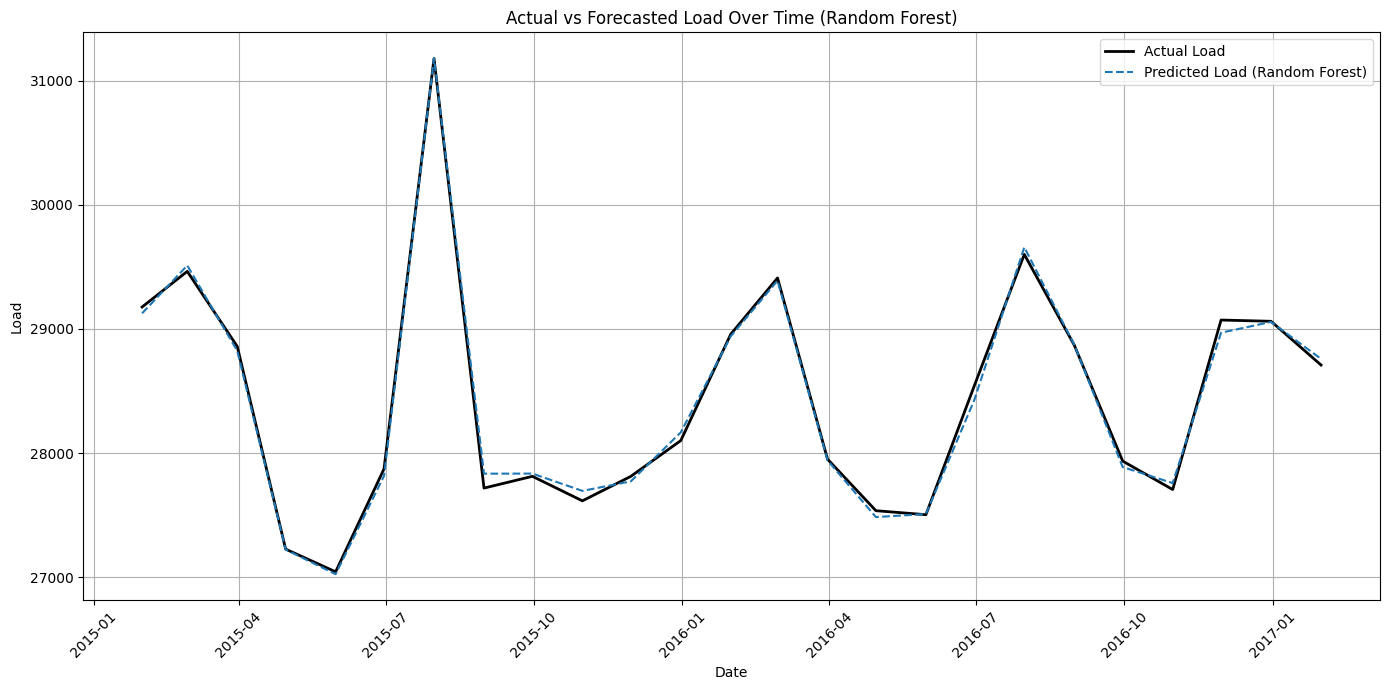 Actual vs Forecasted Load Over Time (Random Forest)
Actual Load
Predicted Load (Random Forest)
31000
30000
29000
28000
27000
Load
2015-01
2015-04
2015-07
2015-10
2016-01
2016-04
2016-07
2016-10
2017-01
Date